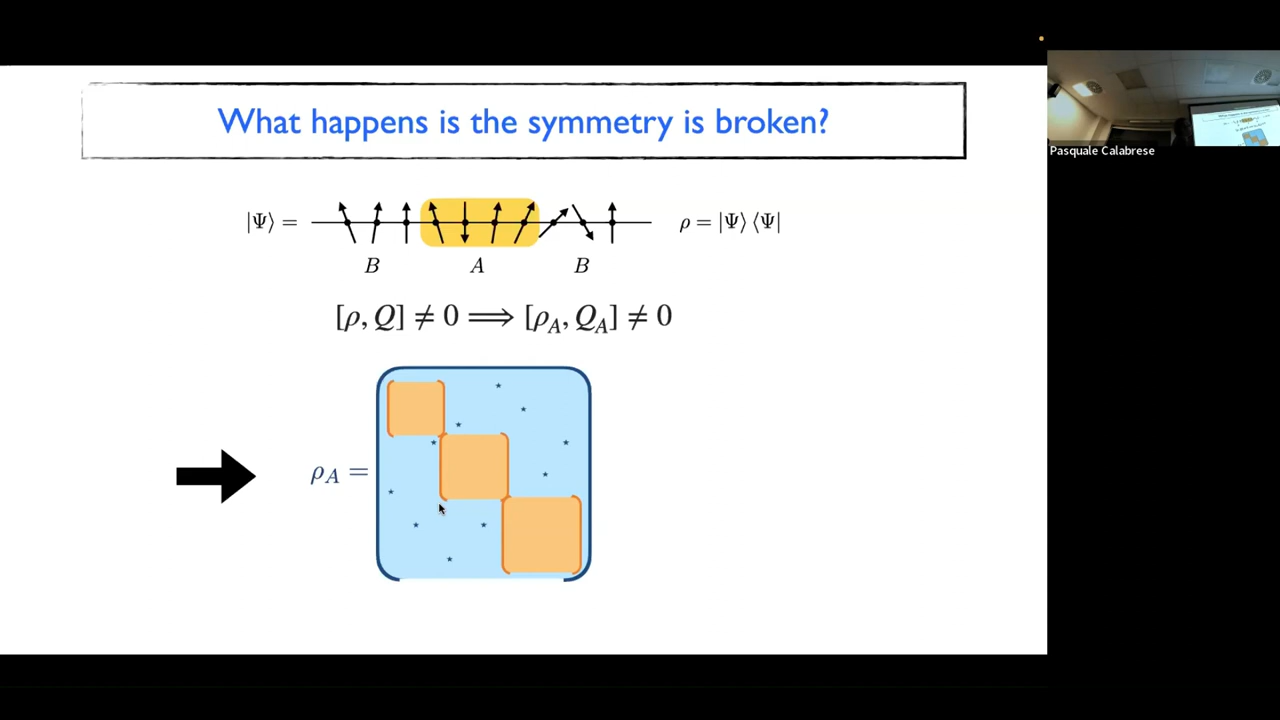 What happens is the symmetry is broken?
Pasquale Calabrese
|Ψ⟩ =
ρ = |Ψ⟩ ⟨Ψ|
B A B
[ρ, Q] ≠ 0 ⟹ [ρ_A, Q_A] ≠ 0
ρ_A =